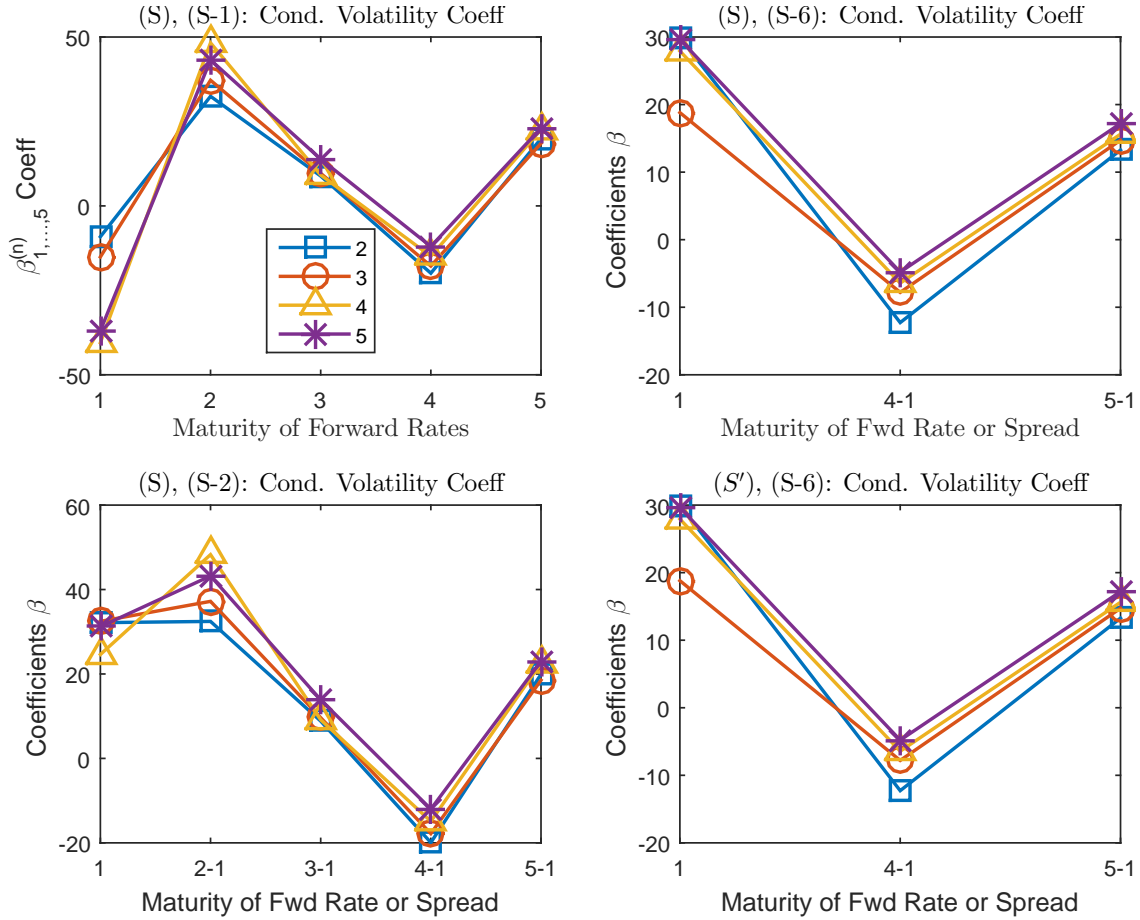 (S), (S-1): Cond. Volatility Coeff
50
0
-50
β(n)1,...,5 Coeff
2
3
4
5
1 2 3 4 5
Maturity of Forward Rates
(S), (S-6): Cond. Volatility Coeff
30
20
10
0
-10
-20
Coefficients β
1 4-1 5-1
Maturity of Fwd Rate or Spread
(S), (S-2): Cond. Volatility Coeff
60
40
20
0
-20
Coefficients β
1 2-1 3-1 4-1 5-1
Maturity of Fwd Rate or Spread
(S′), (S-6): Cond. Volatility Coeff
30
20
10
0
-10
-20
Coefficients β
1 4-1 5-1
Maturity of Fwd Rate or Spread